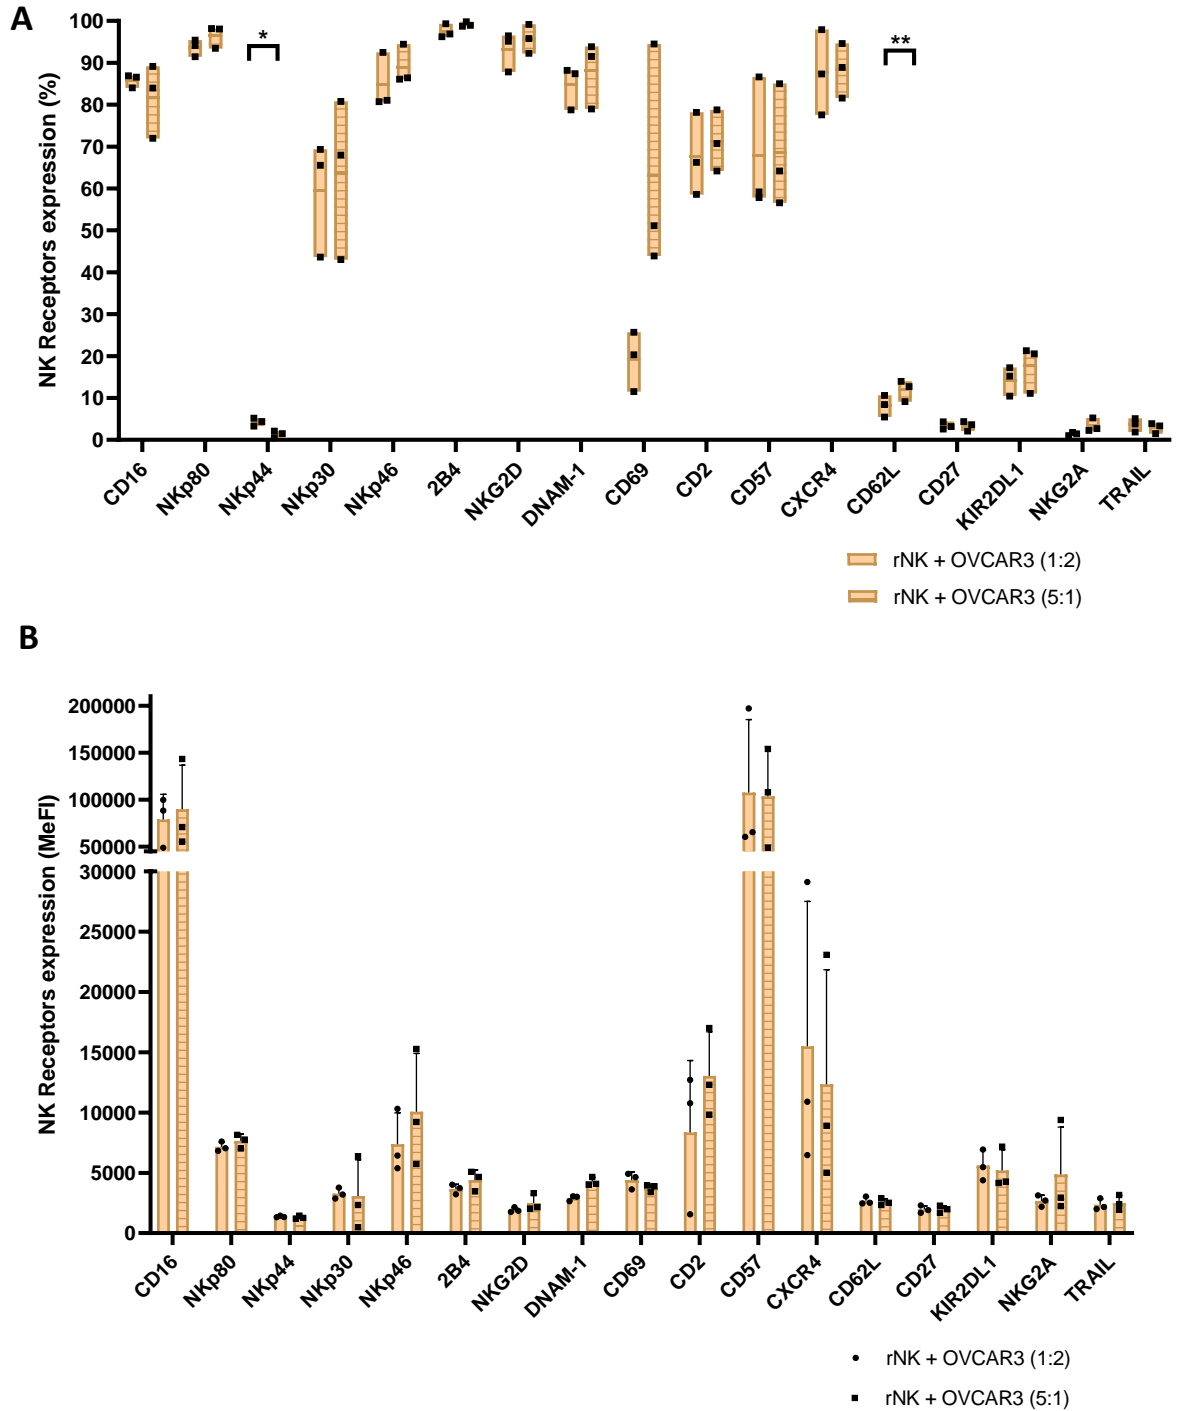 A
NK Receptors expression (%)
100
90
80
70
60
50
40
30
20
10
0
*
**
CD16
NKp80
NKp44
NKp30
NKp46
2B4
NKG2D
DNAM-1
CD69
CD2
CD57
CXCR4
CD62L
CD27
KIR2DL1
NKG2A
TRAIL
rNK + OVCAR3 (1:2)
rNK + OVCAR3 (5:1)
B
NK Receptors expression (MeFI)
200000
150000
100000
50000
30000
25000
20000
15000
10000
5000
0
CD16
NKp80
NKp44
NKp30
NKp46
2B4
NKG2D
DNAM-1
CD69
CD2
CD57
CXCR4
CD62L
CD27
KIR2DL1
NKG2A
TRAIL
rNK + OVCAR3 (1:2)
rNK + OVCAR3 (5:1)